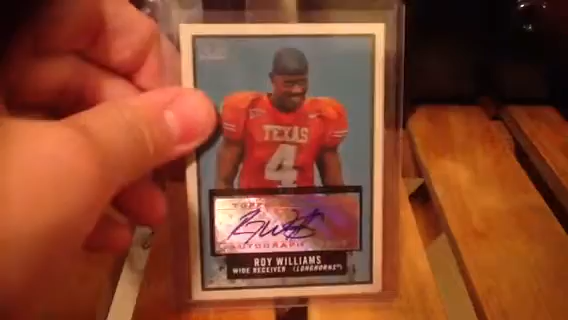 TEXAS
4
TOPPS
AUTOGRAPH
ROY WILLIAMS
WIDE RECEIVER (LONGHORNS)